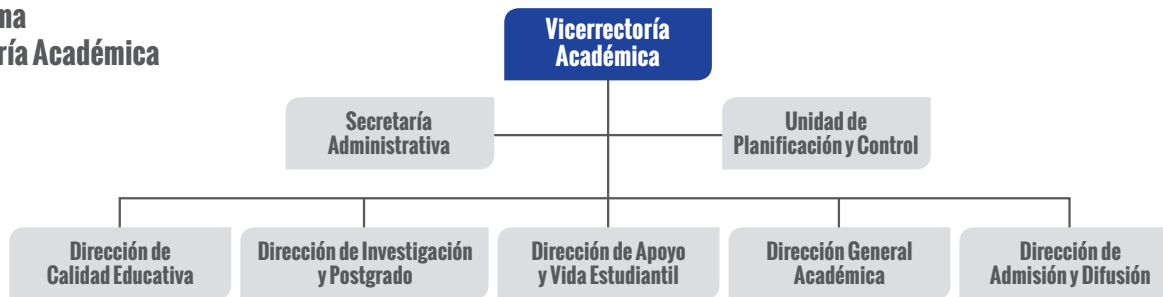 ma
ría Académica
Vicerrectoría
Académica
Secretaría
Administrativa
Unidad de
Planificación y Control
Dirección de
Calidad Educativa
Dirección de Investigación
y Postgrado
Dirección de Apoyo
y Vida Estudiantil
Dirección General
Académica
Dirección de
Admisión y Difusión